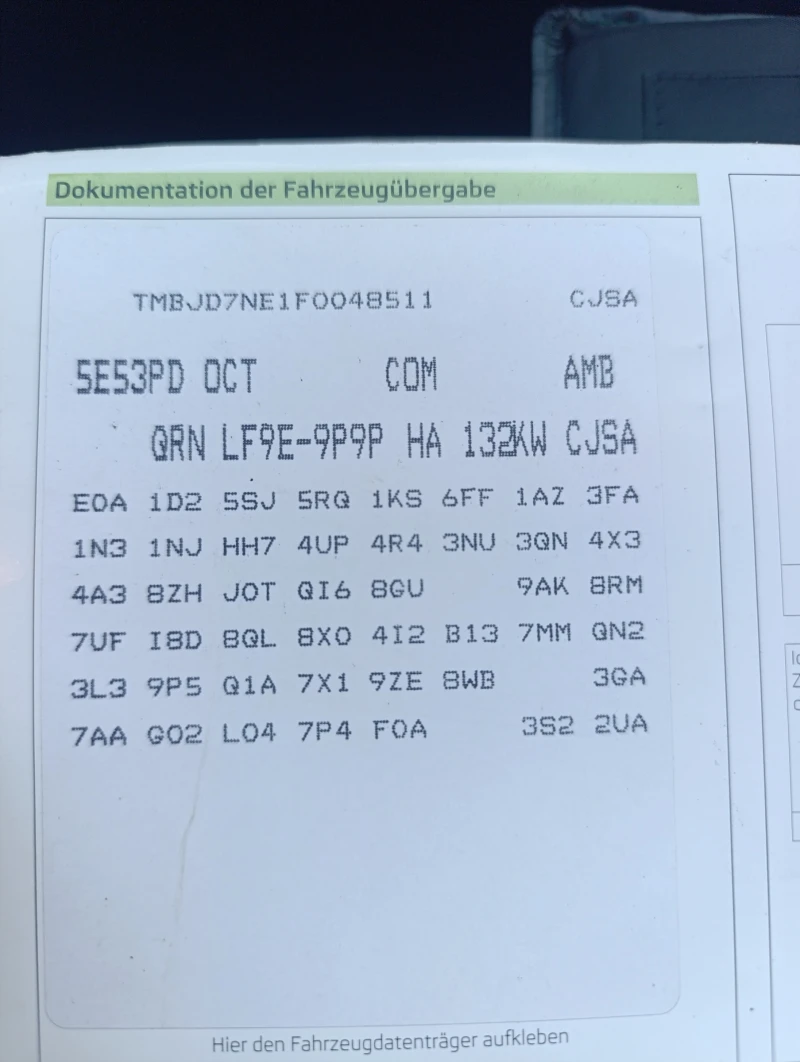 Dokumentation der Fahrzeugübergabe
TMBJD7NE1F0048511 CJSA
5E53PD OCT COM AMB
QRN LF9E-9P9P HA 132KW CJSA
E0A 1D2 5SJ 5RQ 1KS 6FF 1AZ 3FA
1N3 1NJ HH7 4UP 4R4 3NU 3QN 4X3
4A3 8ZH J0T QI6 8GU 9AK 8RM
7UF I8D 8QL 8X0 4I2 B13 7MM QN2
3L3 9P5 Q1A 7X1 9ZE 8WB 3GA
7AA G02 L04 7P4 F0A 3S2 2UA
Hier den Fahrzeugdatenträger aufkleben